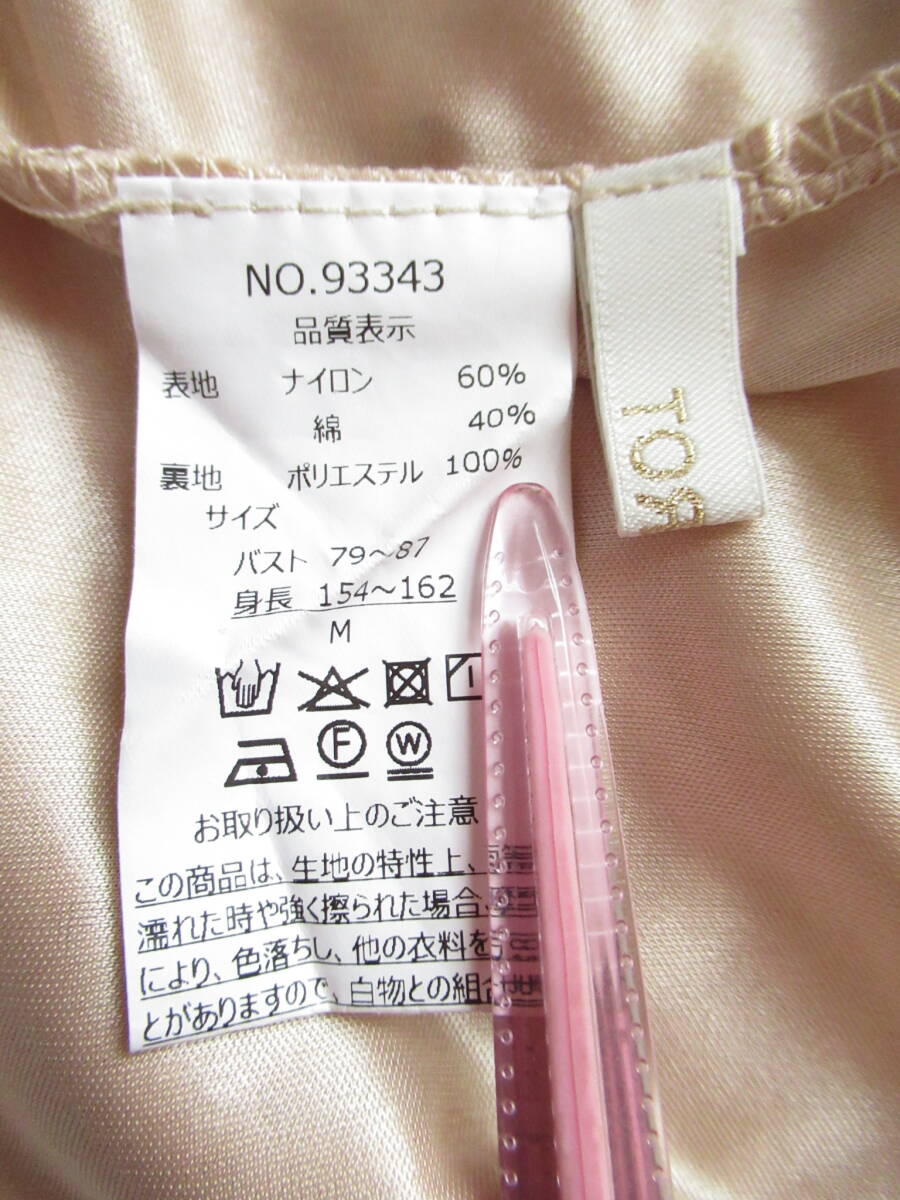 NO.93343
品質表示
表地 ナイロン 60%
綿 40%
裏地 ポリエステル 100%
サイズ
バスト 79～87
身長 154～162
M
F W
お取り扱い上のご注意
この商品は、生地の特性上、
濡れた時や強く擦られた場合、
により、色落ちし、他の衣料を
とがありますので、白物との組
TOR